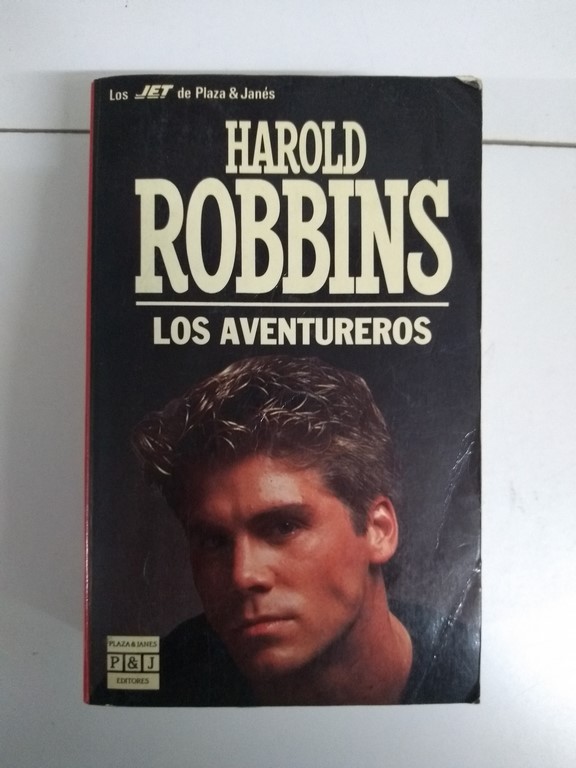 Los JET de Plaza & Janés
HAROLD
ROBBINS
LOS AVENTUREROS
PLAZA & JANES
P & J
EDITORES